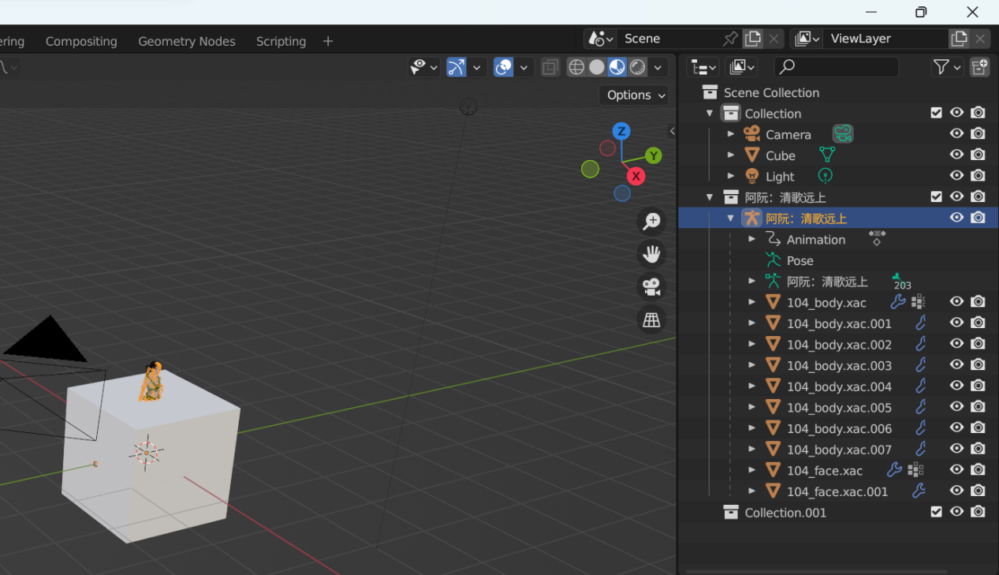 ering Compositing Geometry Nodes Scripting +
Scene
ViewLayer
Options
Z
Y
X
Scene Collection
Collection
Camera
Cube
Light
阿阮：清歌远上
阿阮：清歌远上
Animation
Pose
阿阮：清歌远上 203
104_body.xac
104_body.xac.001
104_body.xac.002
104_body.xac.003
104_body.xac.004
104_body.xac.005
104_body.xac.006
104_body.xac.007
104_face.xac
104_face.xac.001
Collection.001